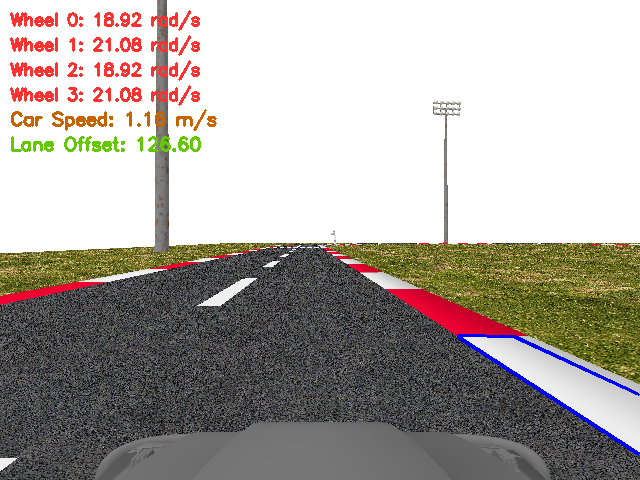 Wheel 0: 18.92 rad/s
Wheel 1: 21.08 rad/s
Wheel 2: 18.92 rad/s
Wheel 3: 21.08 rad/s
Car Speed: 1.16 m/s
Lane Offset: 126.60